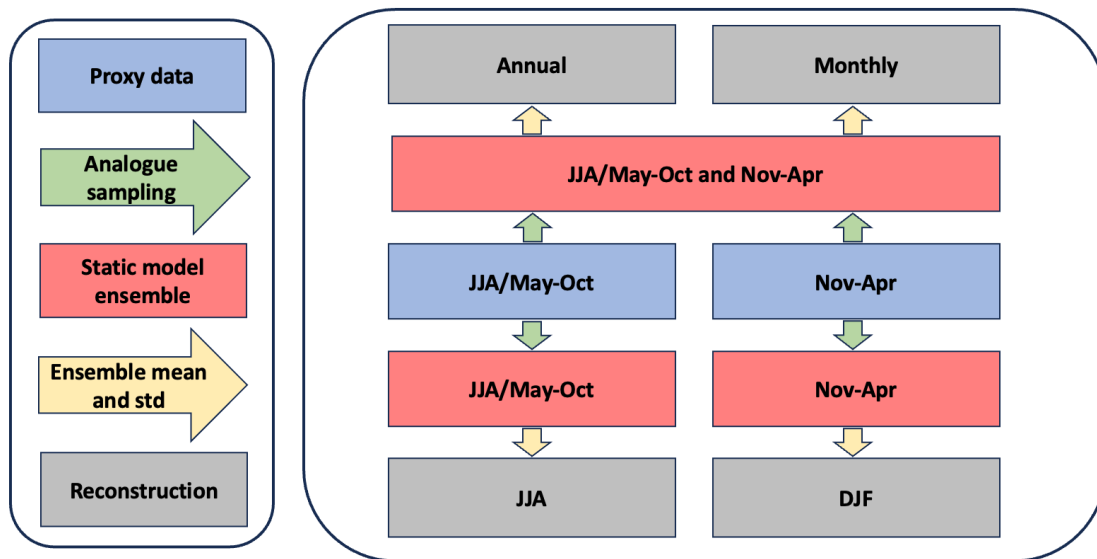 Proxy data
Analogue
sampling
Static model
ensemble
Ensemble mean
and std
Reconstruction
Annual
Monthly
JJA/May-Oct and Nov-Apr
JJA/May-Oct
Nov-Apr
JJA/May-Oct
Nov-Apr
JJA
DJF